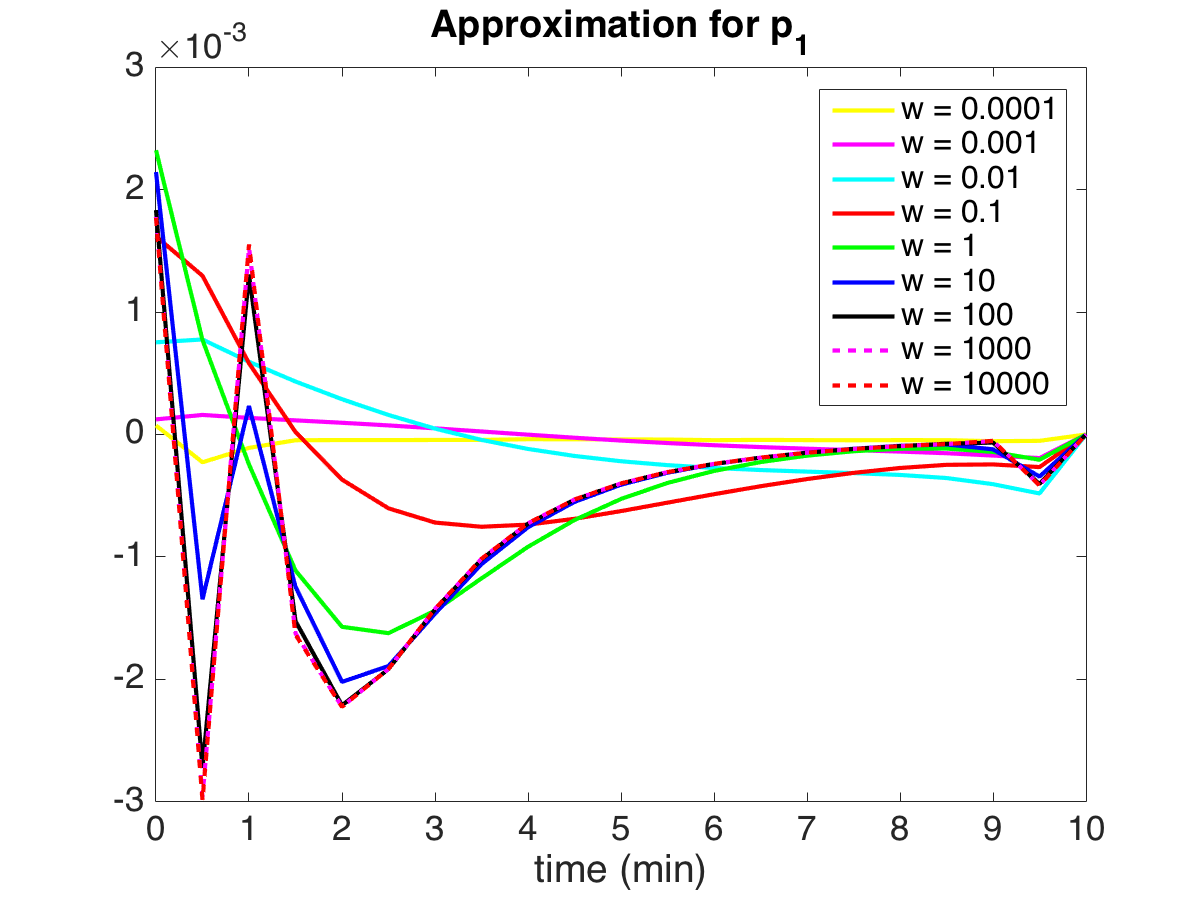 Approximation for p₁
×10⁻³
3
2
1
0
-1
-2
-3
0 1 2 3 4 5 6 7 8 9 10
time (min)
w = 0.0001
w = 0.001
w = 0.01
w = 0.1
w = 1
w = 10
w = 100
w = 1000
w = 10000